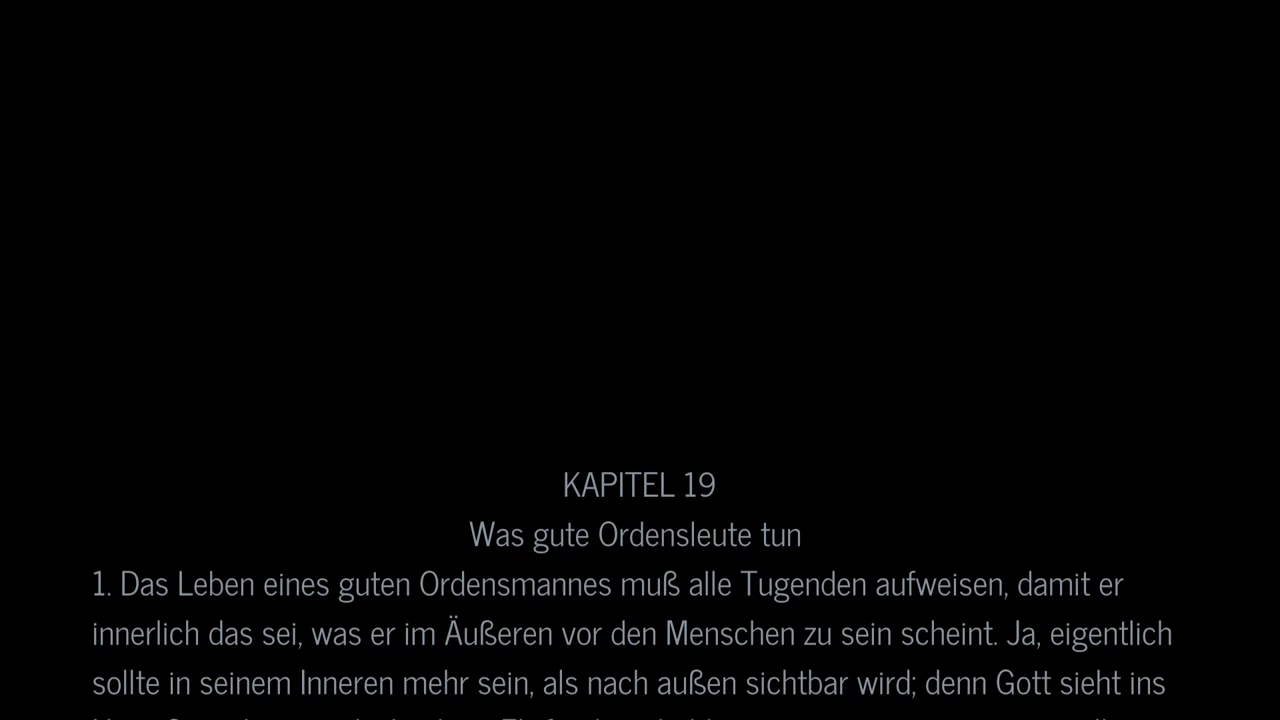 KAPITEL 19
Was gute Ordensleute tun
1. Das Leben eines guten Ordensmannes muß alle Tugenden aufweisen, damit er
innerlich das sei, was er im Äußeren vor den Menschen zu sein scheint. Ja, eigentlich
sollte in seinem Inneren mehr sein, als nach außen sichtbar wird; denn Gott sieht ins